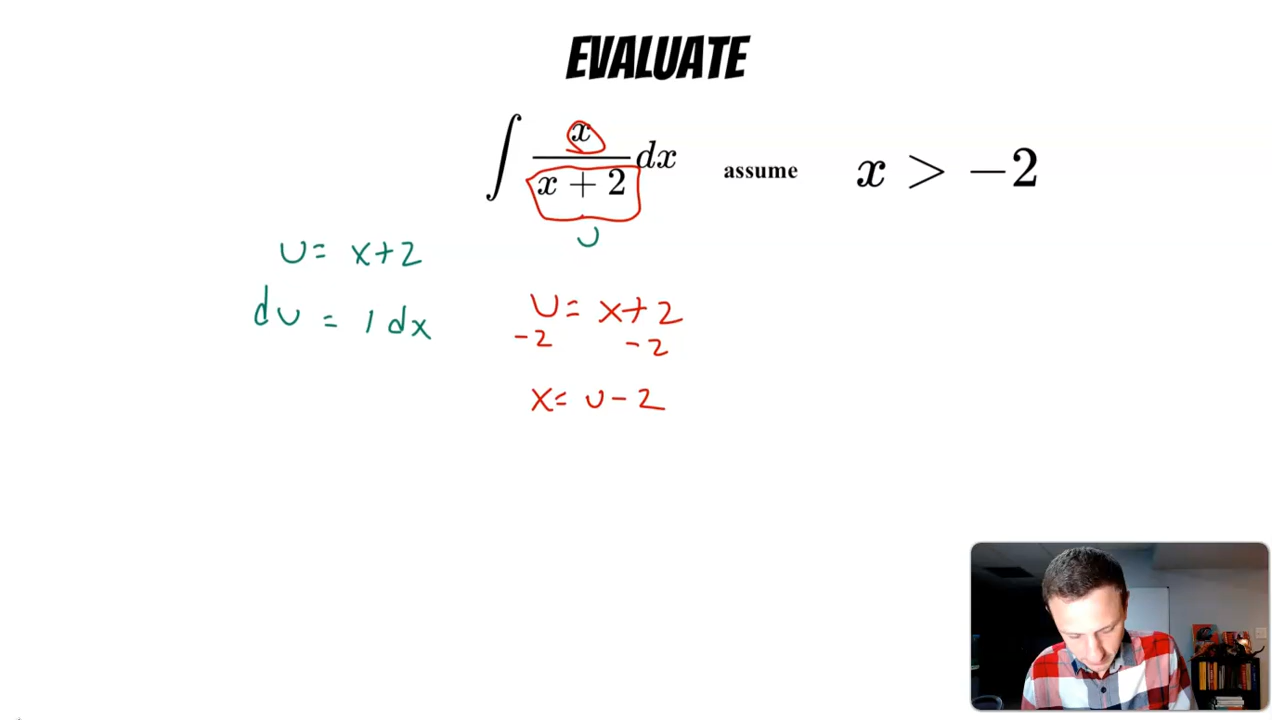 EVALUATE
∫ x/(x + 2) dx assume x > −2
u
u = x+2
du = 1 dx
u = x+2
-2 -2
x = u - 2